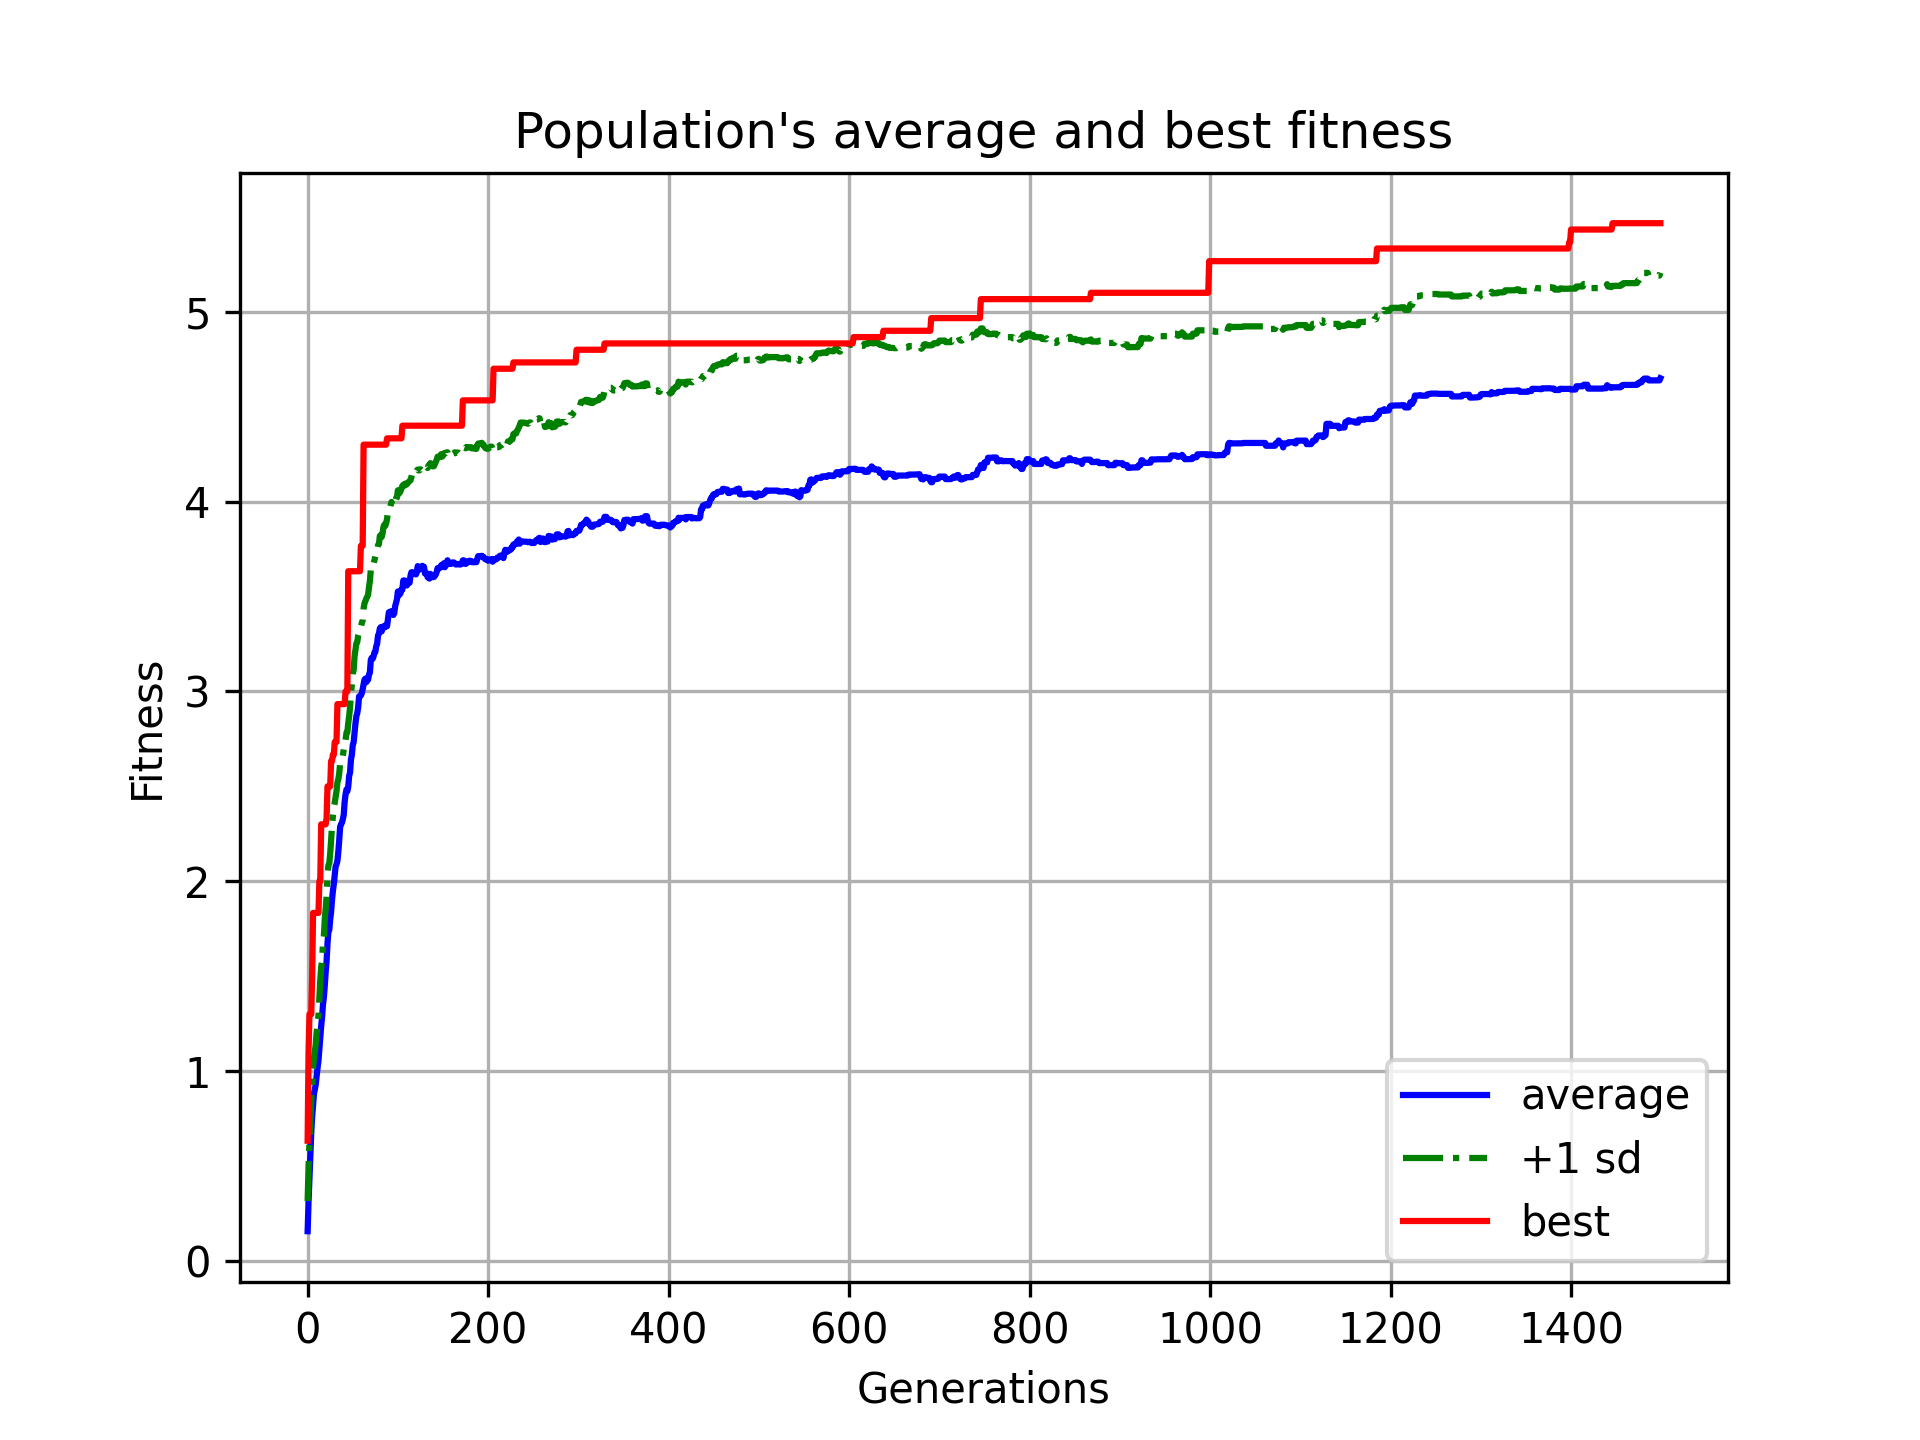 Population's average and best fitness
Fitness
5
4
3
2
1
0
0 200 400 600 800 1000 1200 1400
Generations
average
+1 sd
best